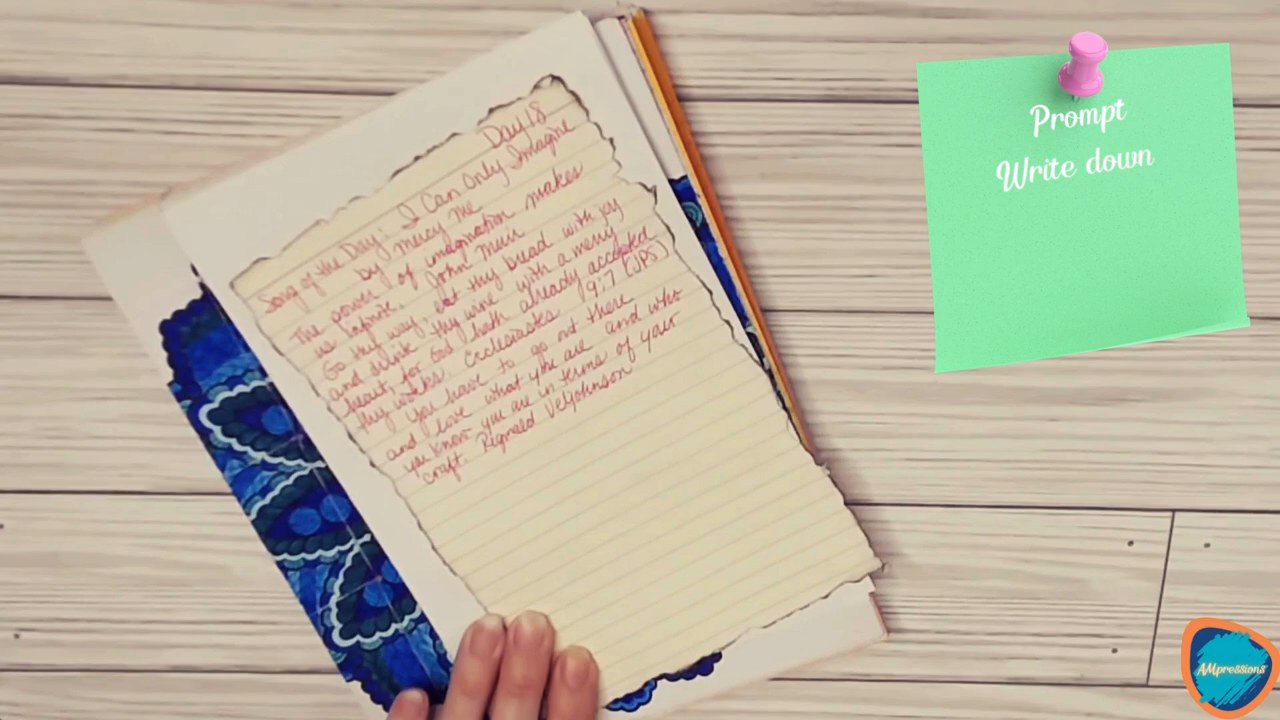 Day 18
Song of the Day: I Can Only Imagine
by mercy me
The power of imagination makes
us infinite. John Muir
Go thy way, eat thy bread with joy
and drink thy wine with a merry
heart, for God hath already accepted
thy works. Ecclesiastes 9:7 (JPS)
You have to go out there
and love what you are and who
you know you are in terms of your
craft. Reginald Veljohnson
Prompt
Write down
AMpressions